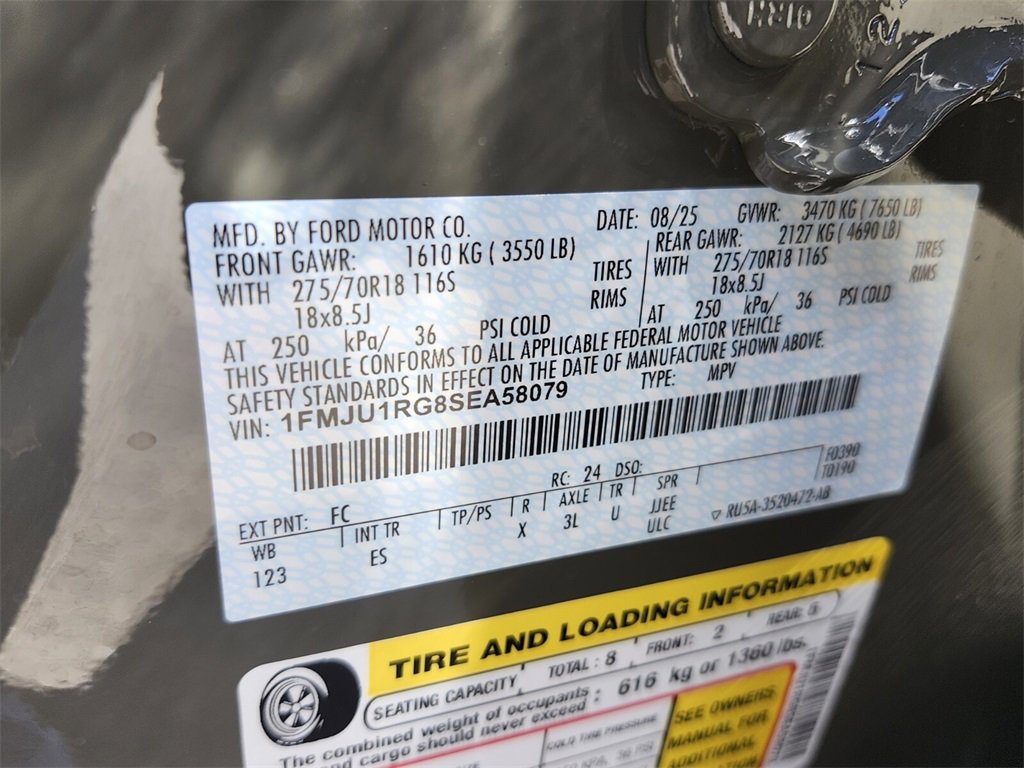 MFD. BY FORD MOTOR CO.
DATE: 08/25 GVWR: 3470 KG ( 7650 LB)
FRONT GAWR: 1610 KG ( 3550 LB)
WITH 275/70R18 116S TIRES
18x8.5J RIMS
AT 250 kPa/ 36 PSI COLD
REAR GAWR: 2127 KG ( 4690 LB)
WITH 275/70R18 116S TIRES
18x8.5J RIMS
AT 250 kPa/ 36 PSI COLD
THIS VEHICLE CONFORMS TO ALL APPLICABLE FEDERAL MOTOR VEHICLE
SAFETY STANDARDS IN EFFECT ON THE DATE OF MANUFACTURE SHOWN ABOVE.
VIN: 1FMJU1RG8SEA58079 TYPE: MPV
F0390
T0190
EXT PNT: FC RC: 24 DSO:
WB INT TR TP/PS R AXLE TR SPR
123 ES X 3L U JJEE
ULC ▽ RU5A-3520472-AB
TIRE AND LOADING INFORMATION
SEATING CAPACITY TOTAL : 8 FRONT: 2 REAR: 6
The combined weight of occupants
and cargo should never exceed : 616 kg or 1360 lbs.
COLD TIRE PRESSURE
SEE OWNERS
MANUAL FOR
ADDITIONAL